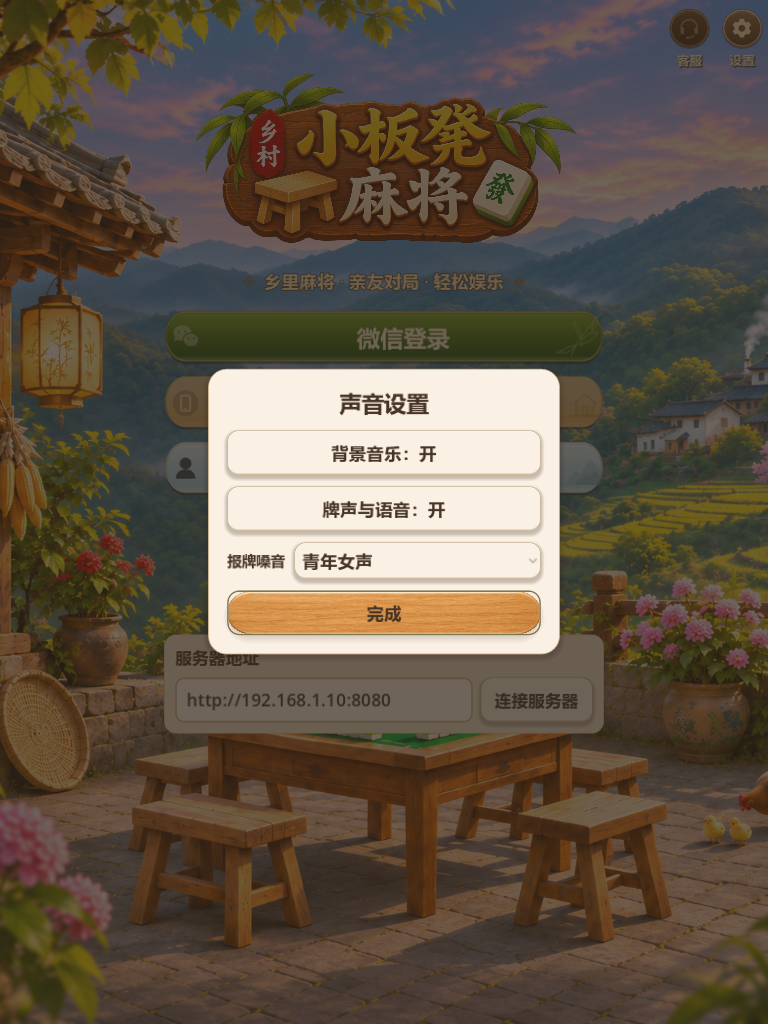 客服
设置
乡村
小板凳
麻将
發
乡里麻将 · 亲友对局 · 轻松娱乐
微信登录
声音设置
背景音乐：开
牌声与语音：开
报牌嗓音
青年女声
完成
服务器地址
http://192.168.1.10:8080
连接服务器